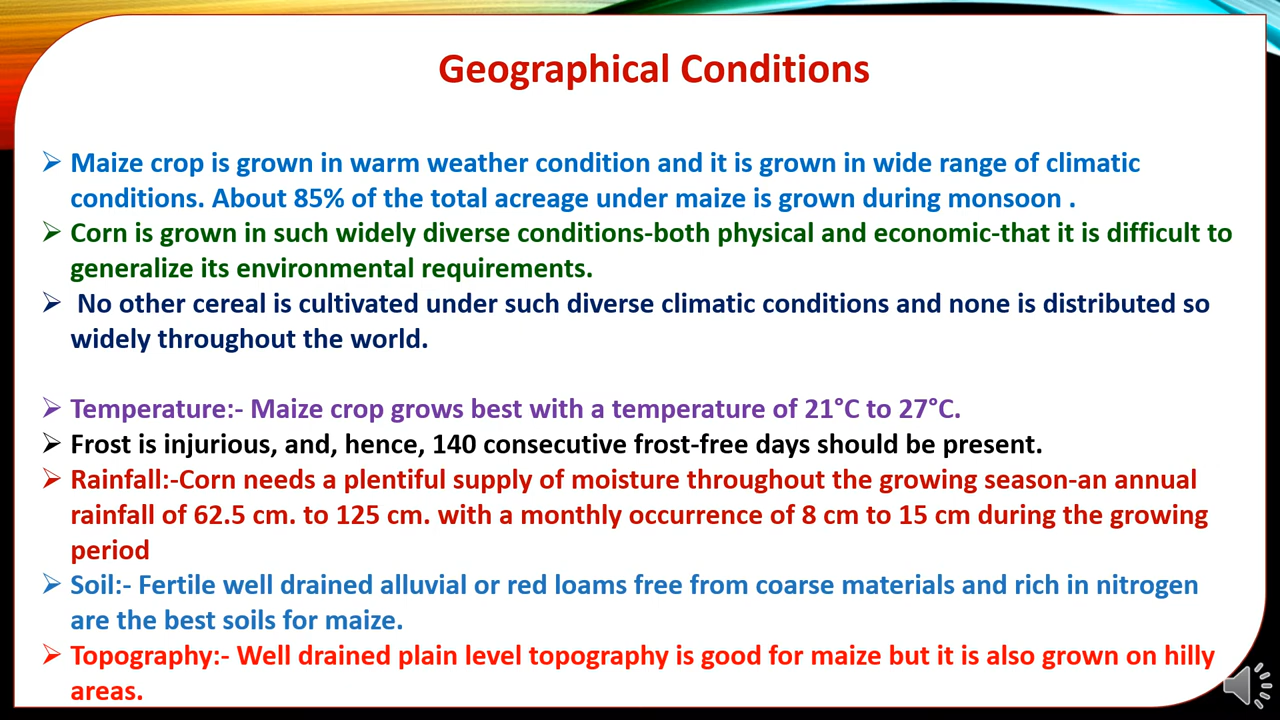 Geographical Conditions
➢ Maize crop is grown in warm weather condition and it is grown in wide range of climatic
conditions. About 85% of the total acreage under maize is grown during monsoon .
➢ Corn is grown in such widely diverse conditions-both physical and economic-that it is difficult to
generalize its environmental requirements.
➢ No other cereal is cultivated under such diverse climatic conditions and none is distributed so
widely throughout the world.
➢ Temperature:- Maize crop grows best with a temperature of 21°C to 27°C.
➢ Frost is injurious, and, hence, 140 consecutive frost-free days should be present.
➢ Rainfall:-Corn needs a plentiful supply of moisture throughout the growing season-an annual
rainfall of 62.5 cm. to 125 cm. with a monthly occurrence of 8 cm to 15 cm during the growing
period
➢ Soil:- Fertile well drained alluvial or red loams free from coarse materials and rich in nitrogen
are the best soils for maize.
➢ Topography:- Well drained plain level topography is good for maize but it is also grown on hilly
areas.